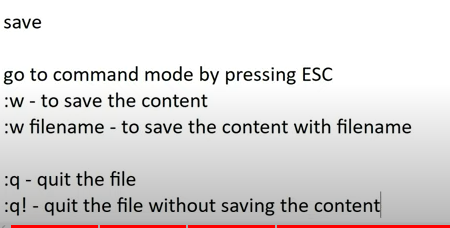 save
go to command mode by pressing ESC
:w - to save the content
:w filename - to save the content with filename
:q - quit the file
:q! - quit the file without saving the content